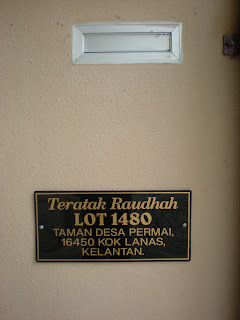 Teratak Raudhah
LOT 1480
TAMAN DESA PERMAI,
16450 KOK LANAS,
KELANTAN.